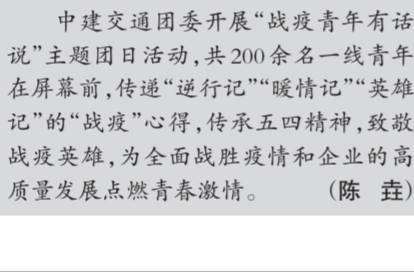 中建交通团委开展“战疫青年有话
说”主题团日活动，共200余名一线青年
在屏幕前，传递“逆行记”“暖情记”“英雄
记”的“战疫”心得，传承五四精神，致敬
战疫英雄，为全面战胜疫情和企业的高
质量发展点燃青春激情。 （陈 垚）